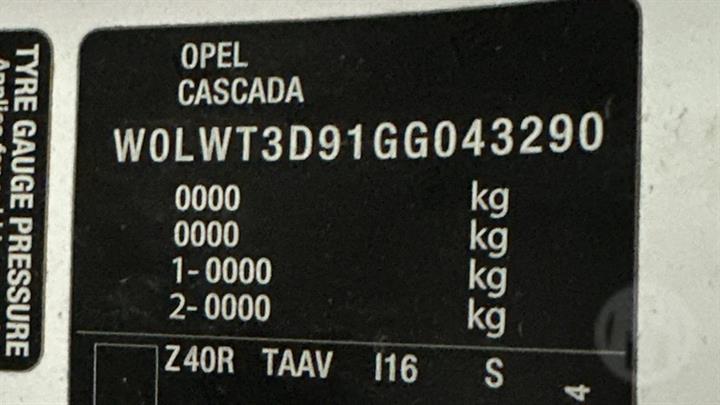 OPEL
CASCADA
W0LWT3D91GG043290
0000 kg
0000 kg
1-0000 kg
2-0000 kg
Z40R TAAV I16 S
4
TYRE GAUGE PRESSURE